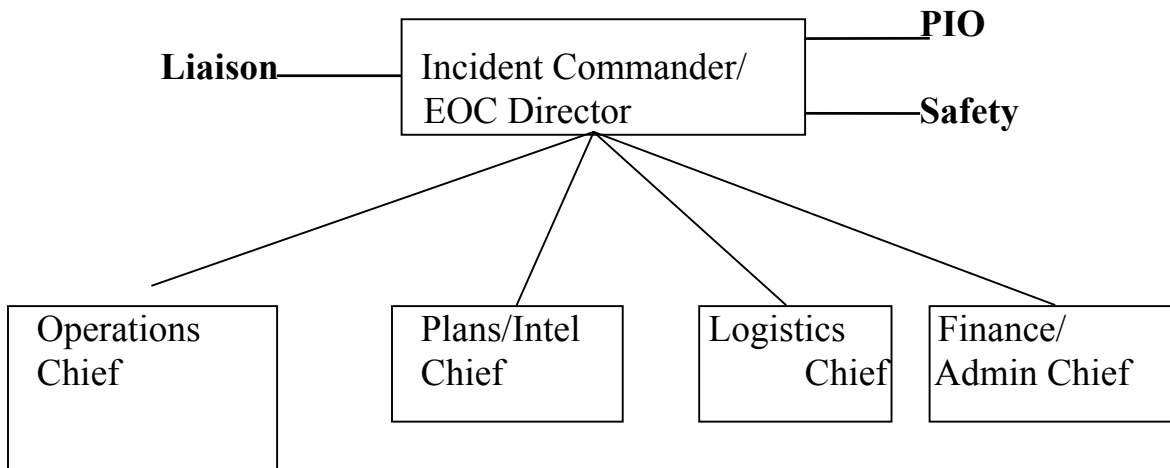 PIO
Liaison
Incident Commander/
EOC Director
Safety
Operations
Chief
Plans/Intel
Chief
Logistics
Chief
Finance/
Admin Chief